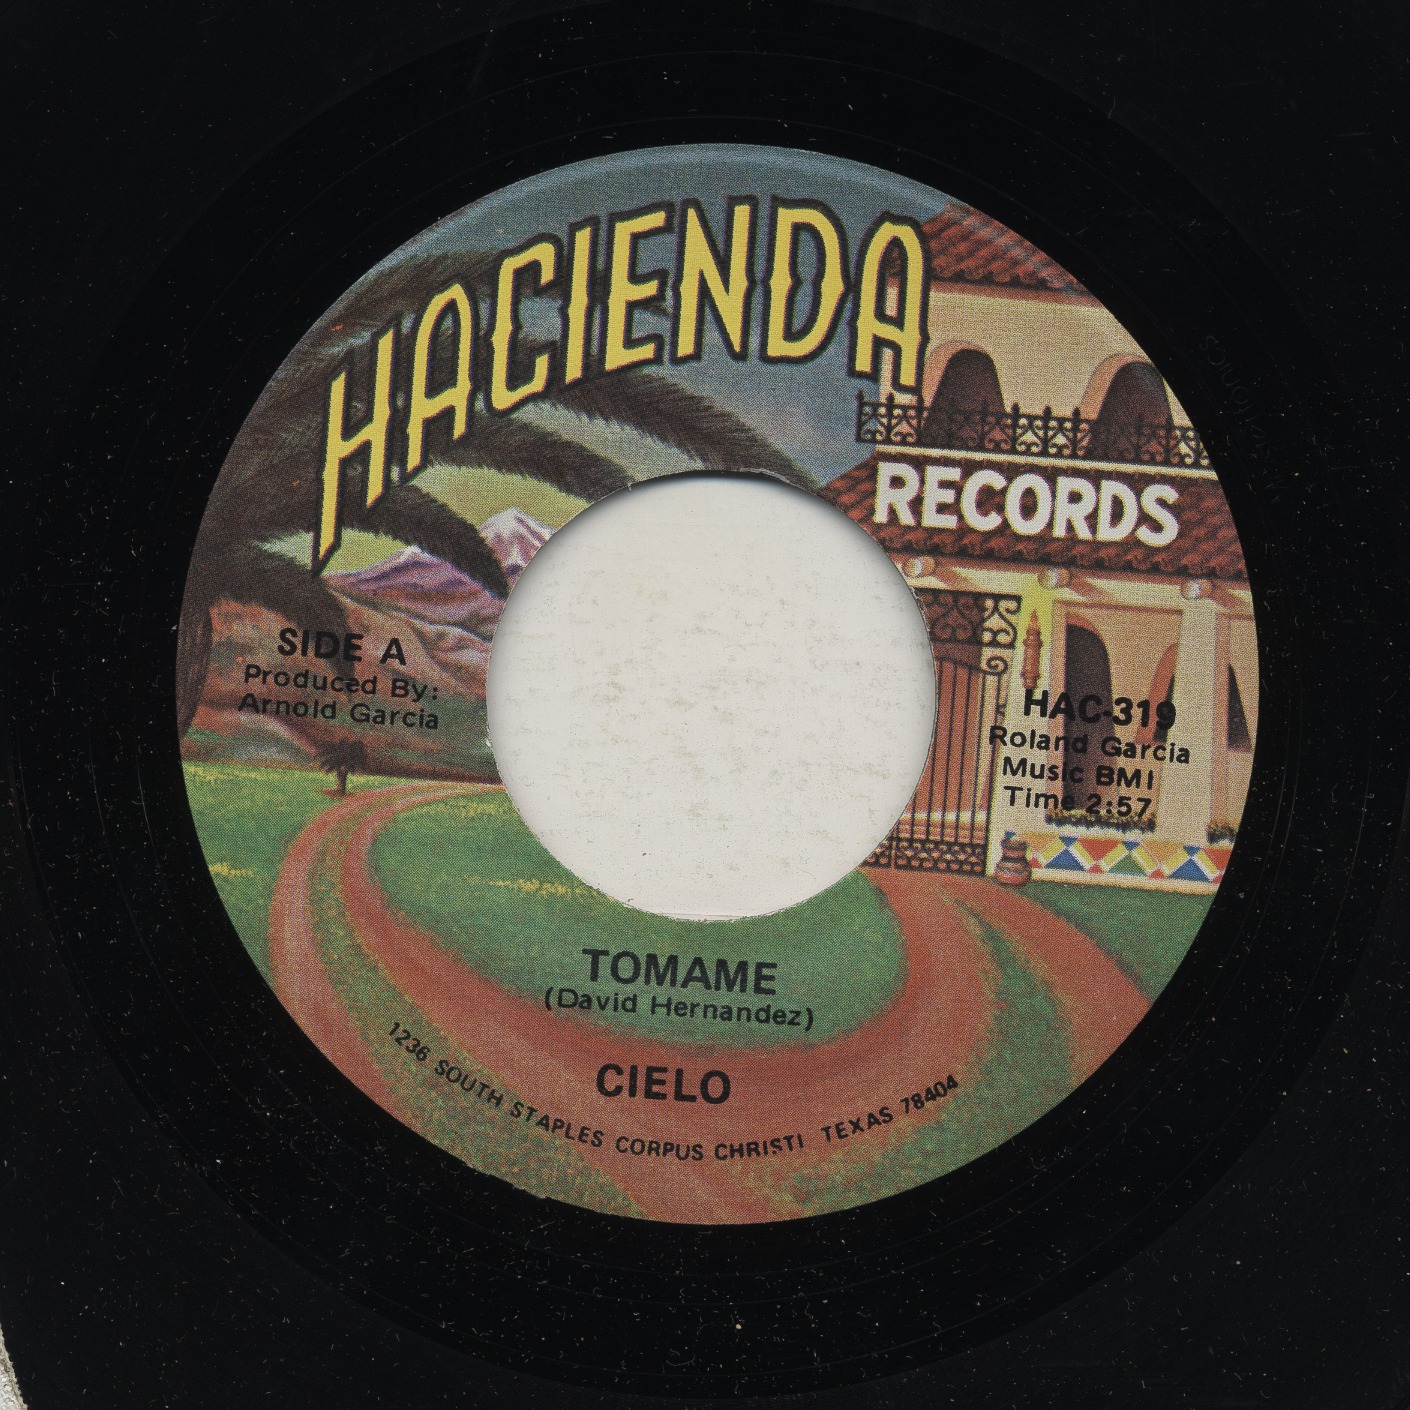 HACIENDA
RECORDS
SIDE A
Produced By:
Arnold Garcia
HAC-319
Roland Garcia
Music BMI
Time 2:57
TOMAME
(David Hernandez)
CIELO
1236 SOUTH STAPLES CORPUS CHRISTI TEXAS 78404